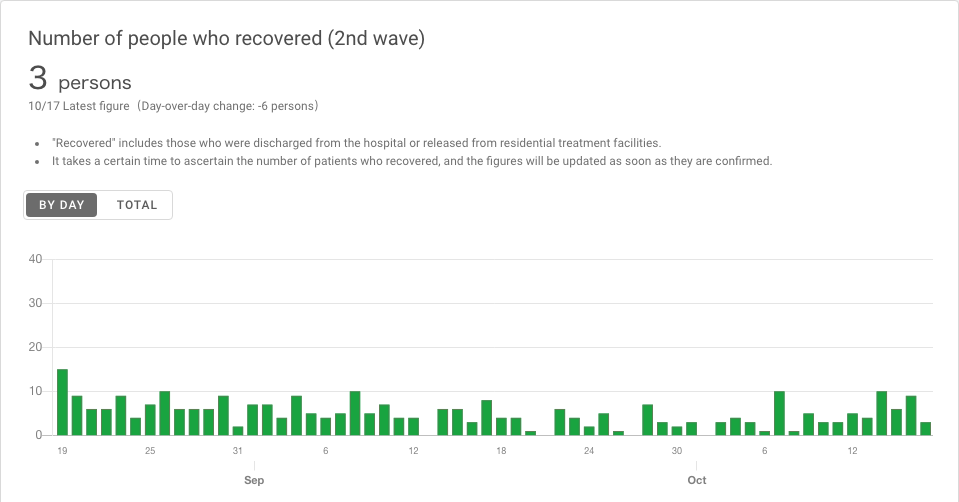 Number of people who recovered (2nd wave)
3 persons
10/17 Latest figure（Day-over-day change: -6 persons）
• "Recovered" includes those who were discharged from the hospital or released from residential treatment facilities.
• It takes a certain time to ascertain the number of patients who recovered, and the figures will be updated as soon as they are confirmed.
BY DAY TOTAL
40
30
20
10
0
19 25 31 6 12 18 24 30 6 12
Sep Oct